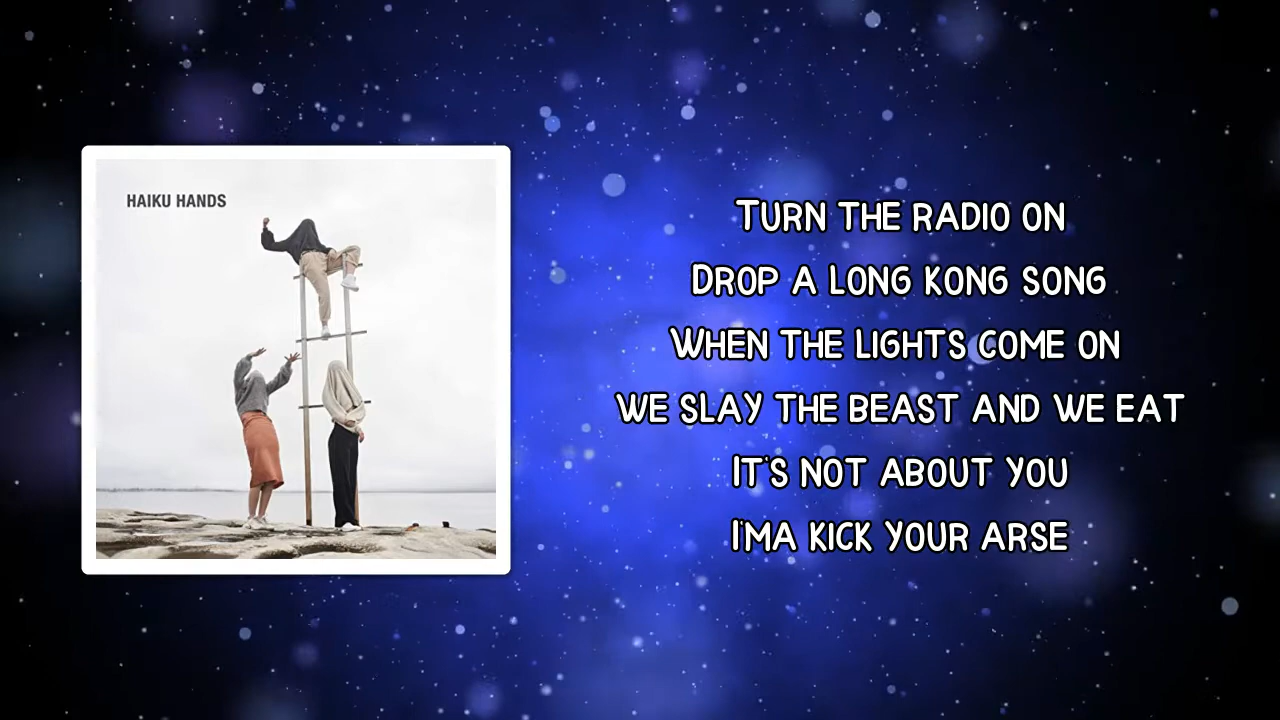 HAIKU HANDS
TURN THE RADIO ON
DROP A LONG KONG SONG
WHEN THE LIGHTS COME ON
WE SLAY THE BEAST AND WE EAT
IT'S NOT ABOUT YOU
I'MA KICK YOUR ARSE